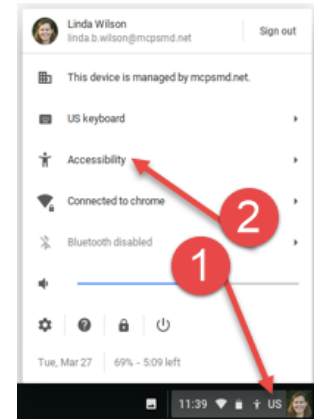 Linda Wilson
Sign out
linda.b.wilson@mcpsmd.net
This device is managed by mcpsmd.net.
US keyboard
Accessibility
Connected to chrome
2
Bluetooth disabled
1
Tue, Mar 27
69% - 5:09 left
11:39
US